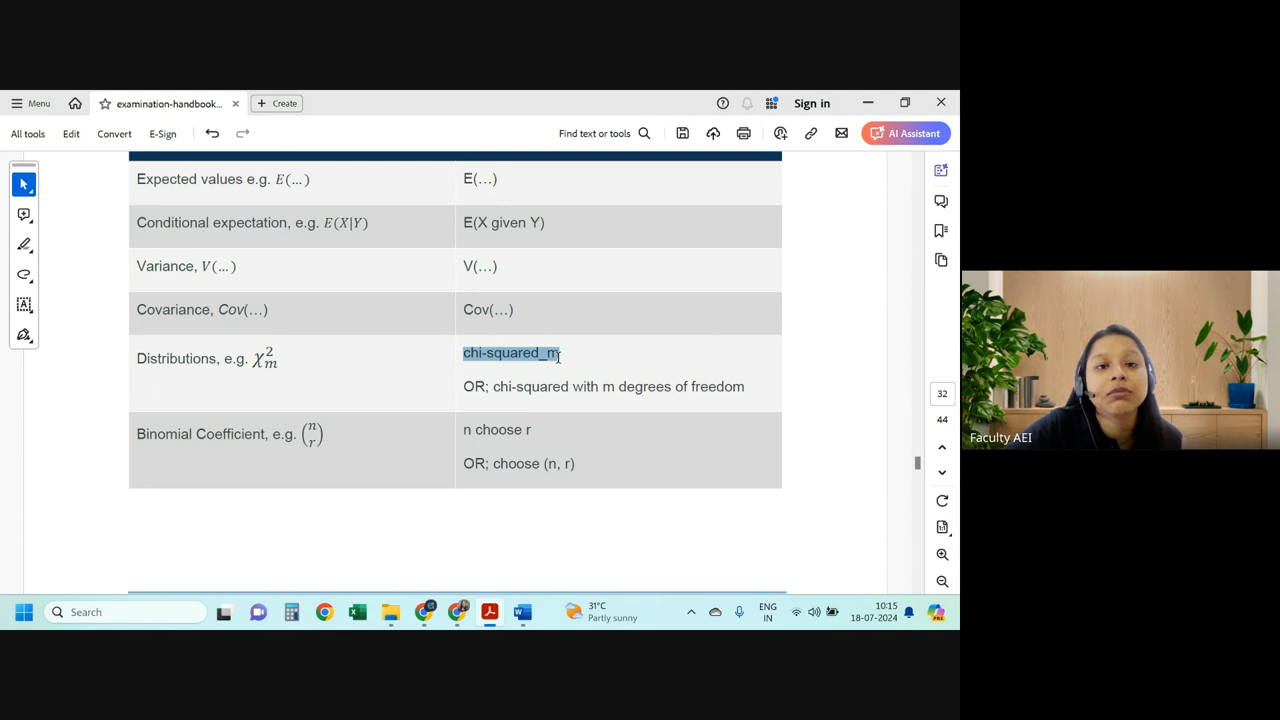 Menu
examination-handbook...
Create
Sign in
All tools
Edit
Convert
E-Sign
Find text or tools
AI Assistant
Expected values e.g. E(...)
E(...)
Conditional expectation, e.g. E(X|Y)
E(X given Y)
Variance, V(...)
V(...)
Covariance, Cov(...)
Cov(...)
Distributions, e.g. χ²ₘ
chi-squared_m
OR; chi-squared with m degrees of freedom
Binomial Coefficient, e.g. (n r)
n choose r
OR; choose (n, r)
32
44
Faculty AEI
Search
31°C
Partly sunny
ENG
IN
10:15
18-07-2024